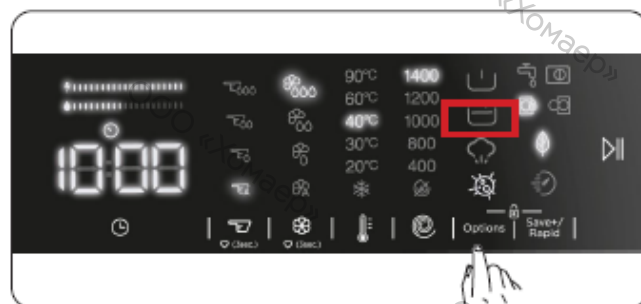 90°C 1400
60°C 1200
40°C 1000
30°C 800
20°C 400
10:00
Options Save+/
Rapid
(3sec.) (3sec.)
ООО «Хомаер»
«Хомаер»